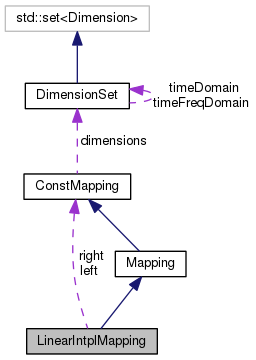 std::set<Dimension>
DimensionSet
timeDomain
timeFreqDomain
dimensions
ConstMapping
right
left
Mapping
LinearIntplMapping